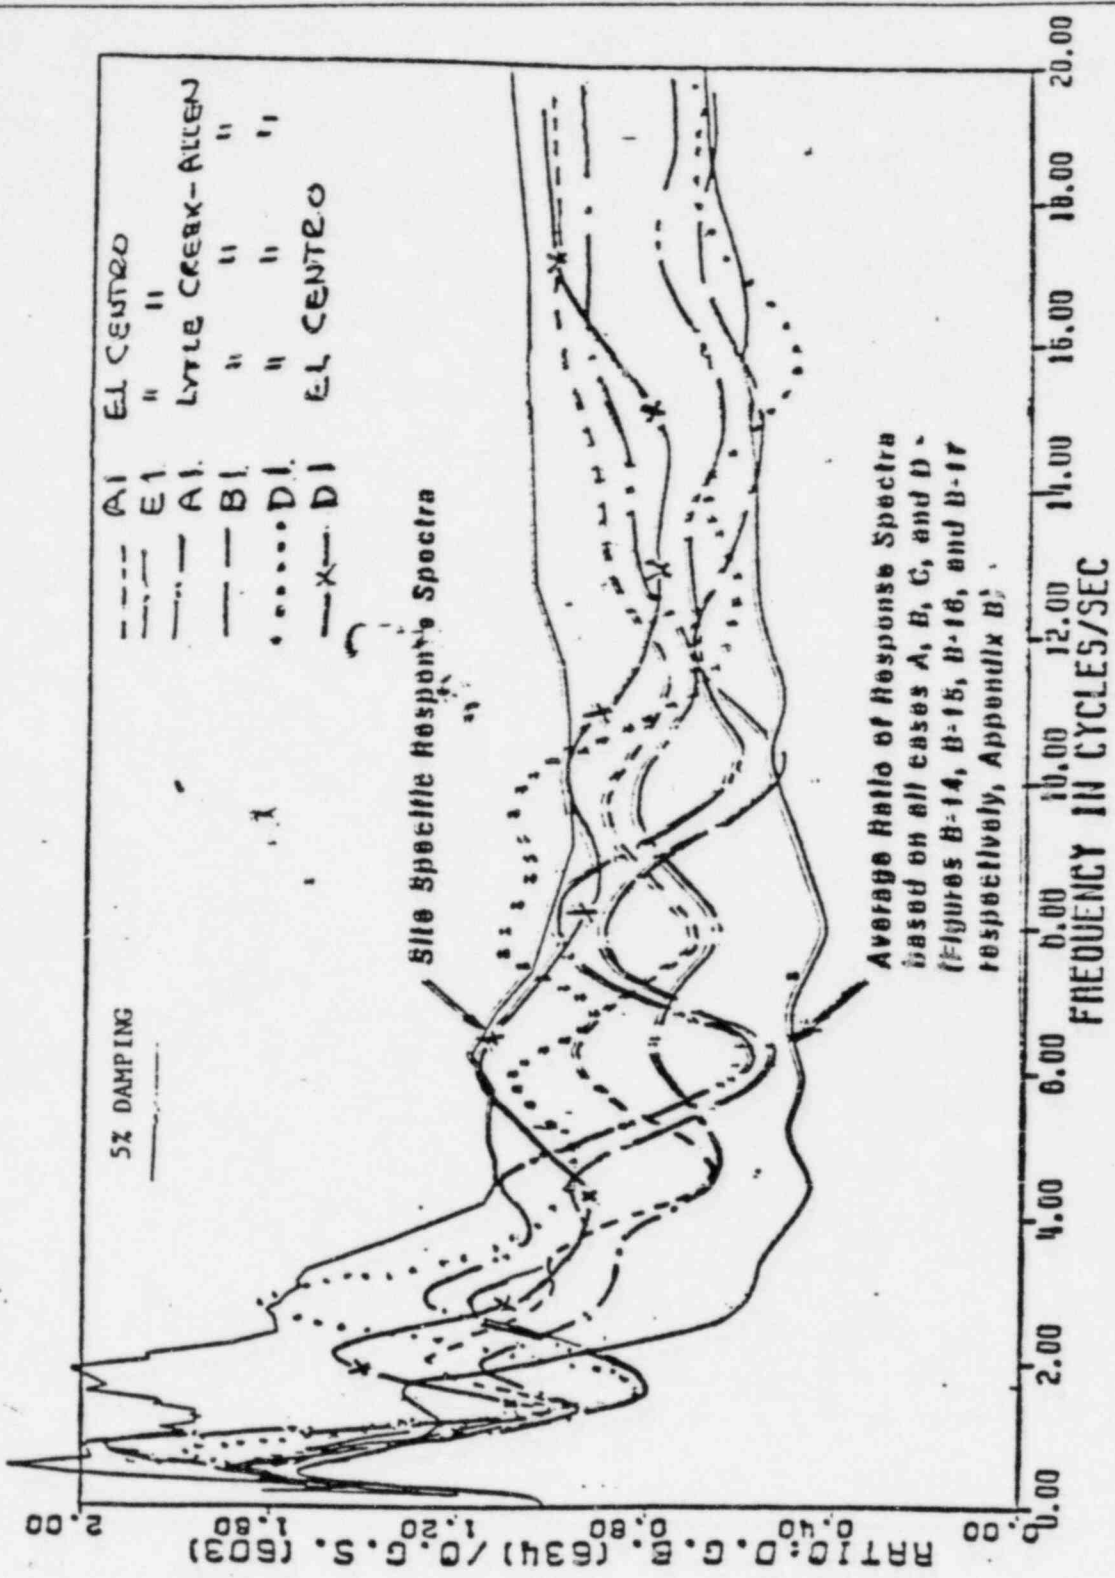 5% DAMPING
A1 EL CENTRO
E1. " "
A1. LYTLE CREEK-ALLEN
B1. " " "
D1. " " "
X D1 EL CENTRO
Site Specific Response Spectra
Average Ratio of Response Spectra
based on all cases A, B, C, and D -
(Figures B-14, B-15, B-16, and B-17
respectively, Appendix B)
RATIO: O.G.E. (634) / O.G.S. (603)
2.00
1.60
1.20
0.80
0.40
0.00
0.00 2.00 4.00 6.00 8.00 10.00 12.00 14.00 16.00 18.00 20.00
FREQUENCY IN CYCLES/SEC